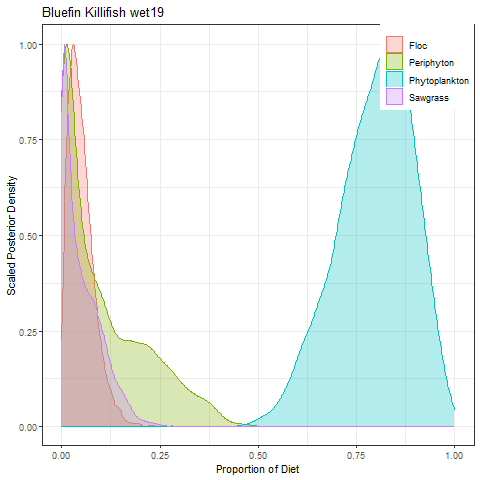 Bluefin Killifish wet19
Floc
Periphyton
Phytoplankton
Sawgrass
1.00
0.75
0.50
0.25
0.00
Scaled Posterior Density
0.00 0.25 0.50 0.75 1.00
Proportion of Diet